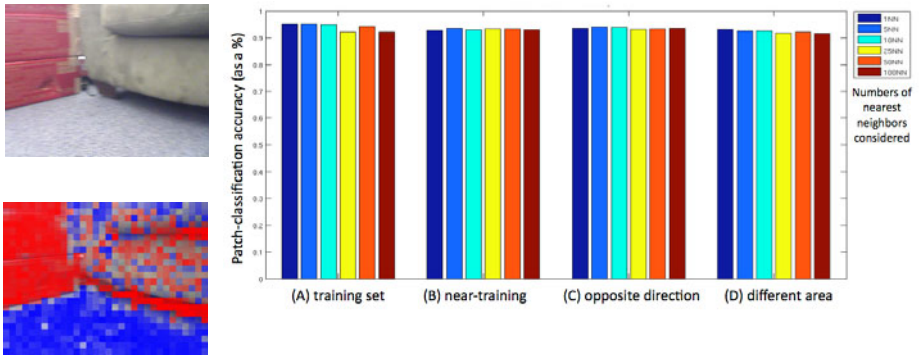 Patch-classification accuracy (as a %)
1
0.9
0.8
0.7
0.6
0.5
0.4
0.3
0.2
0.1
0
(A) training set
(B) near-training
(C) opposite direction
(D) different area
1NN
5NN
10NN
25NN
50NN
100NN
Numbers of
nearest
neighbors
considered